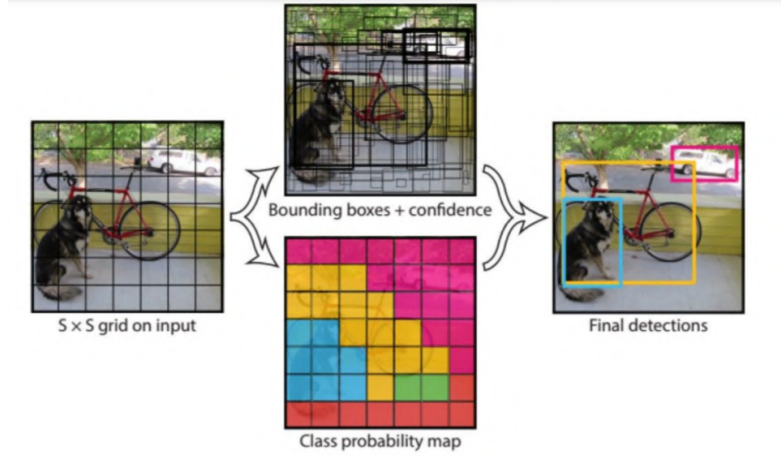 S × S grid on input
Bounding boxes + confidence
Class probability map
Final detections